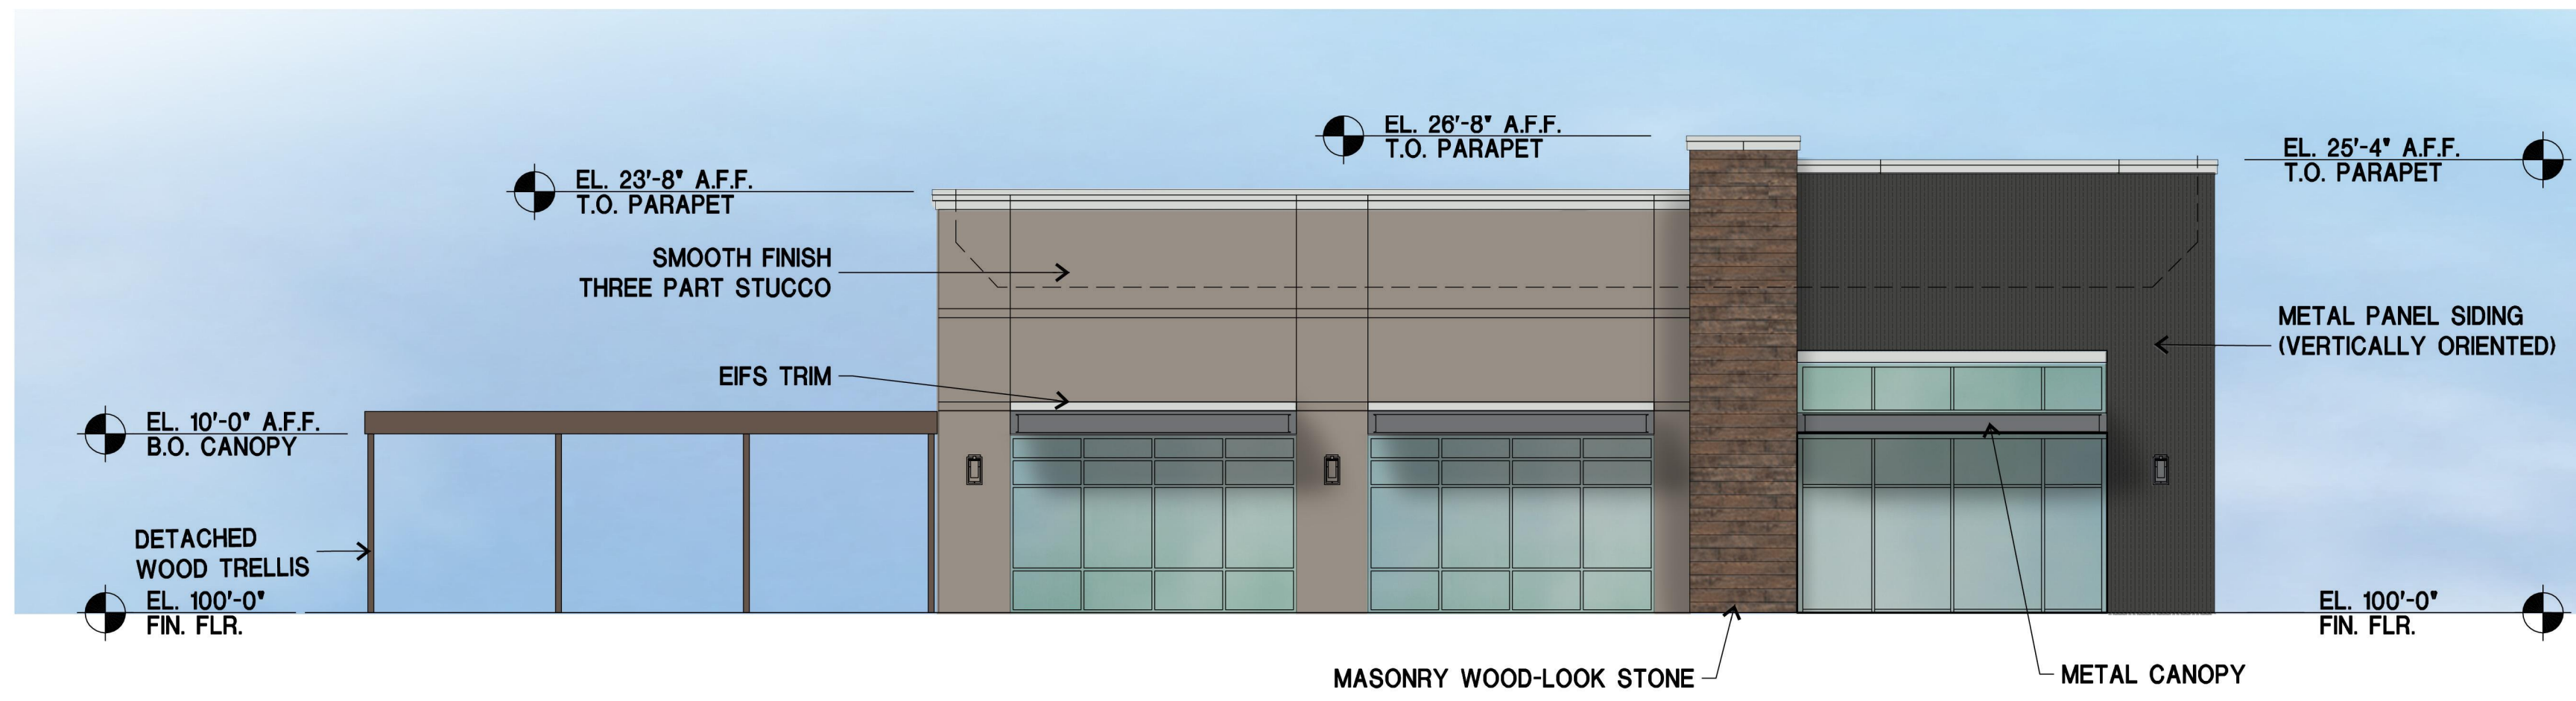 EL. 26'-8" A.F.F.
T.O. PARAPET
EL. 25'-4" A.F.F.
T.O. PARAPET
EL. 23'-8" A.F.F.
T.O. PARAPET
SMOOTH FINISH
THREE PART STUCCO
METAL PANEL SIDING
(VERTICALLY ORIENTED)
EIFS TRIM
EL. 10'-0" A.F.F.
B.O. CANOPY
DETACHED
WOOD TRELLIS
EL. 100'-0"
FIN. FLR.
EL. 100'-0"
FIN. FLR.
MASONRY WOOD-LOOK STONE
METAL CANOPY